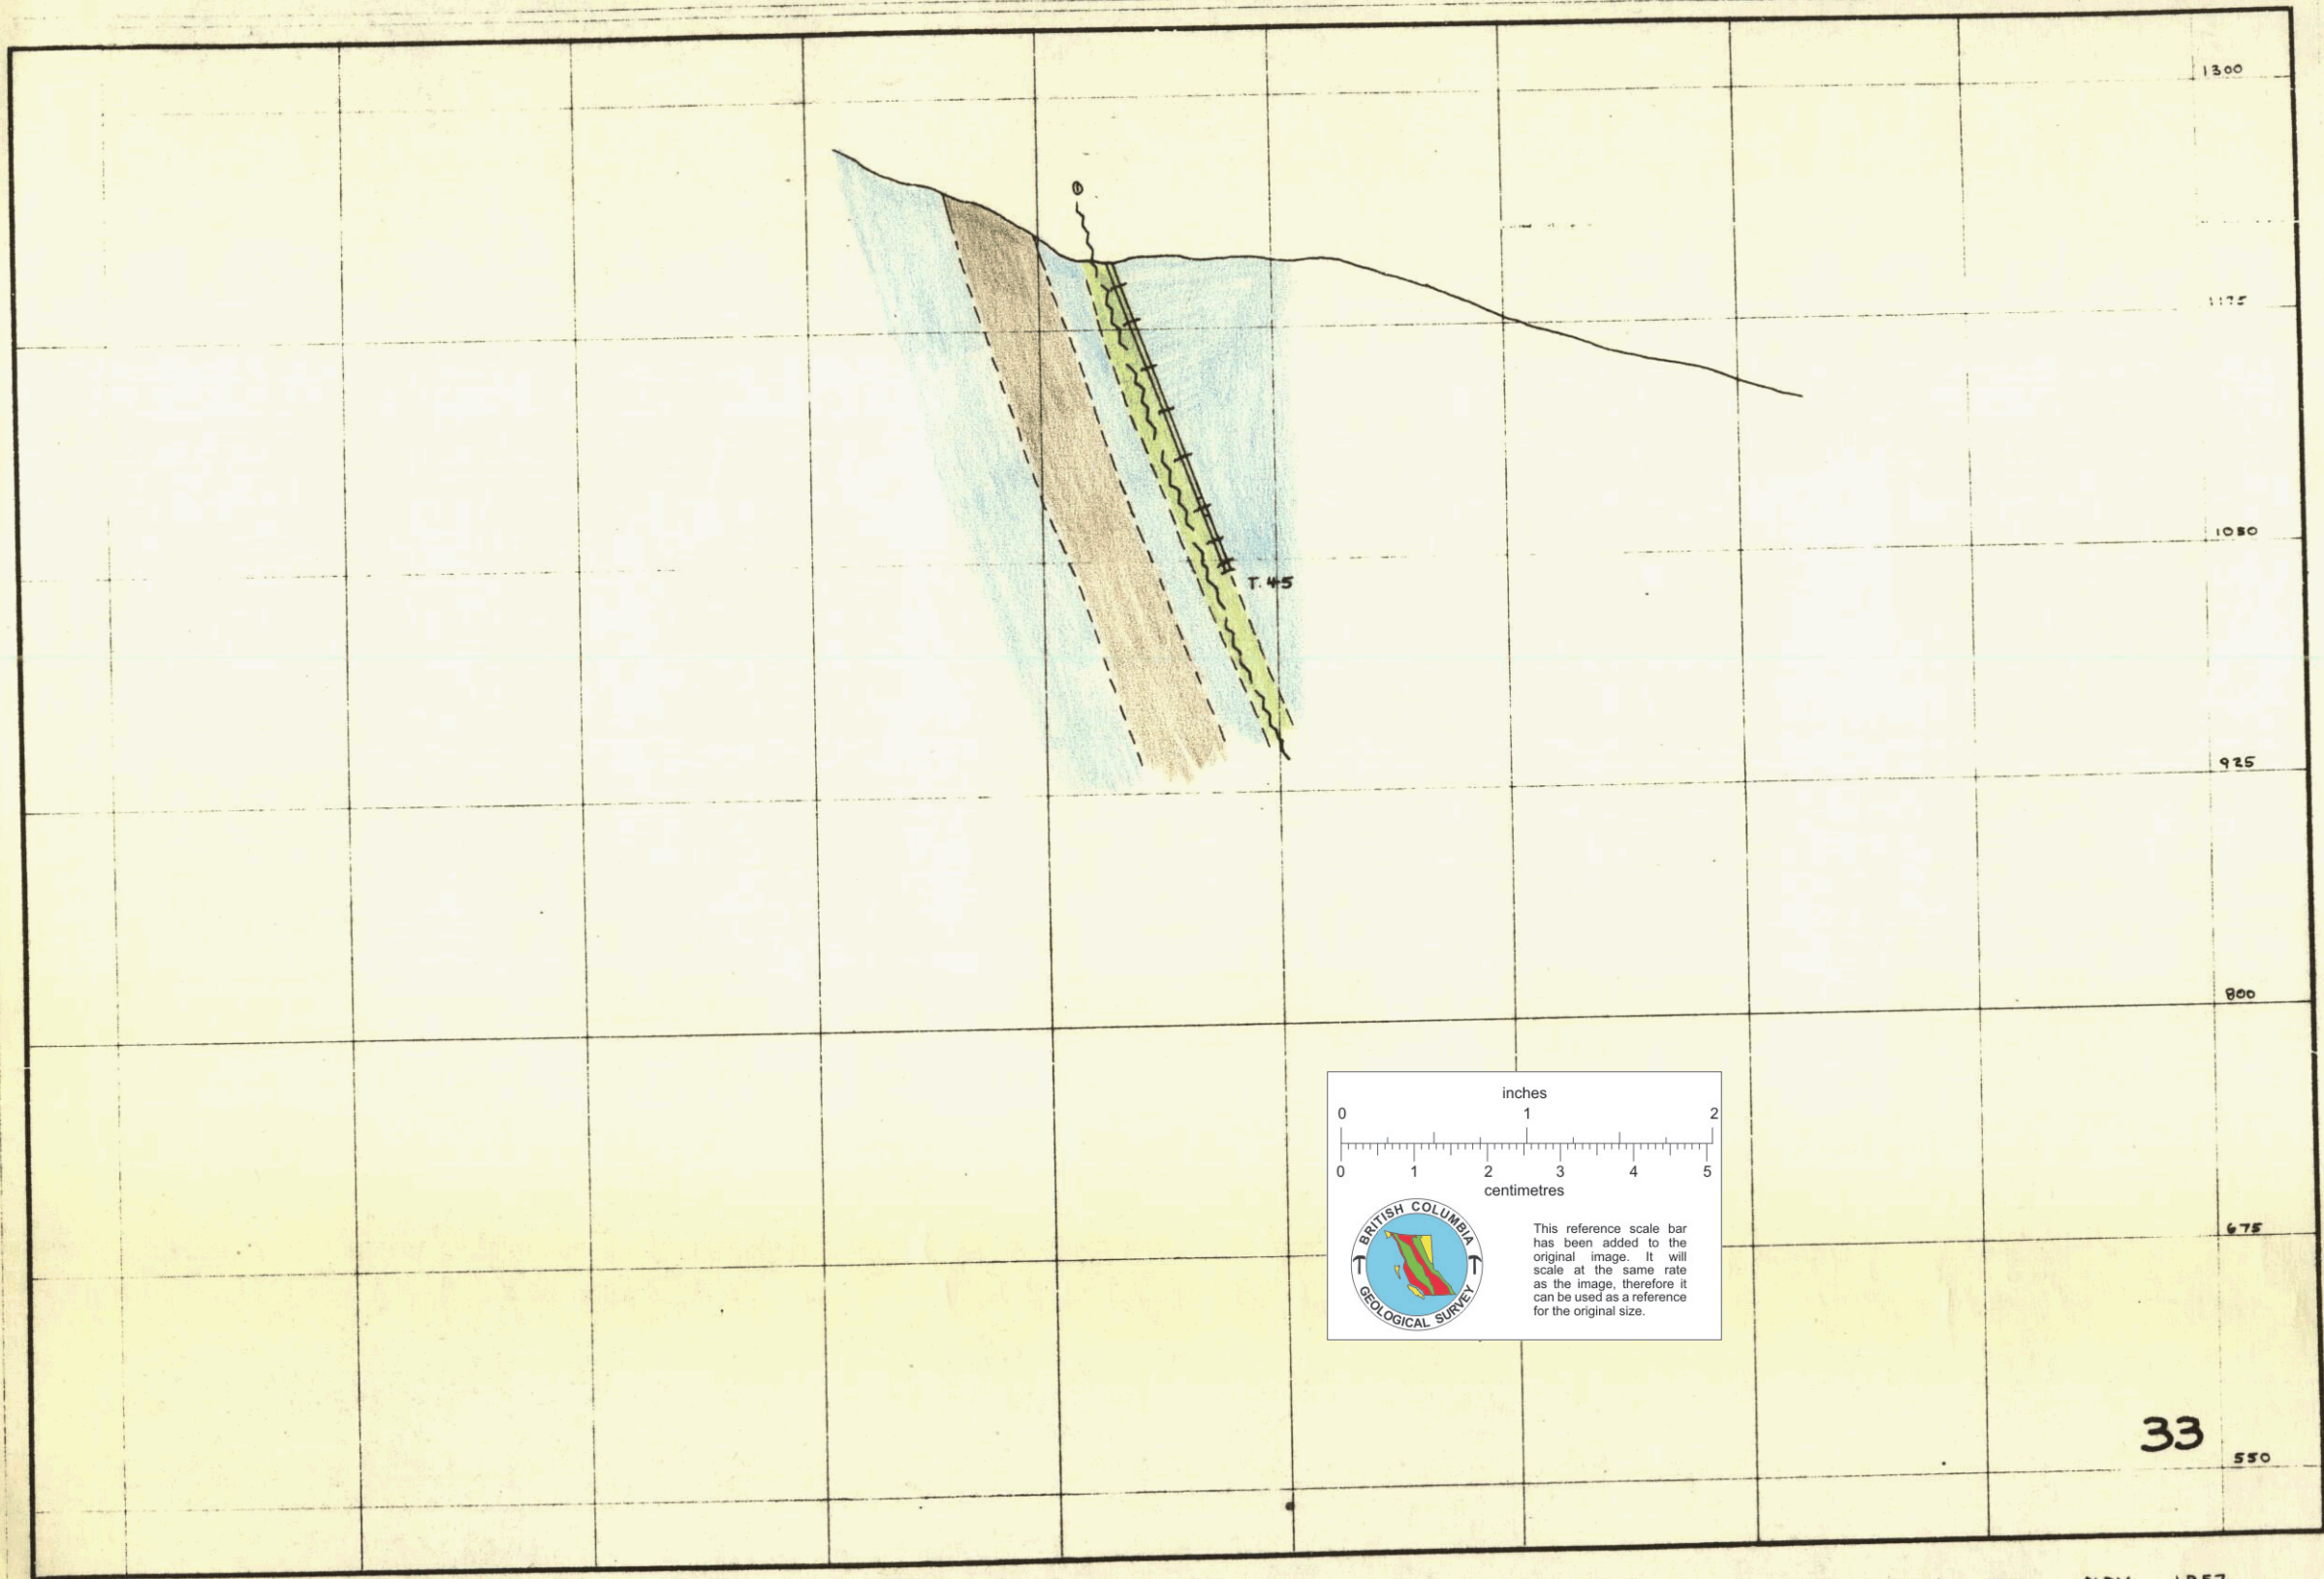 1300
1175
1050
T. 45
925
800
inches
0 1 2
0 1 2 3 4 5
centimetres
BRITISH COLUMBIA
GEOLOGICAL SURVEY
This reference scale bar
has been added to the
original image. It will
scale at the same rate
as the image, therefore it
can be used as a reference
for the original size.
675
33
550